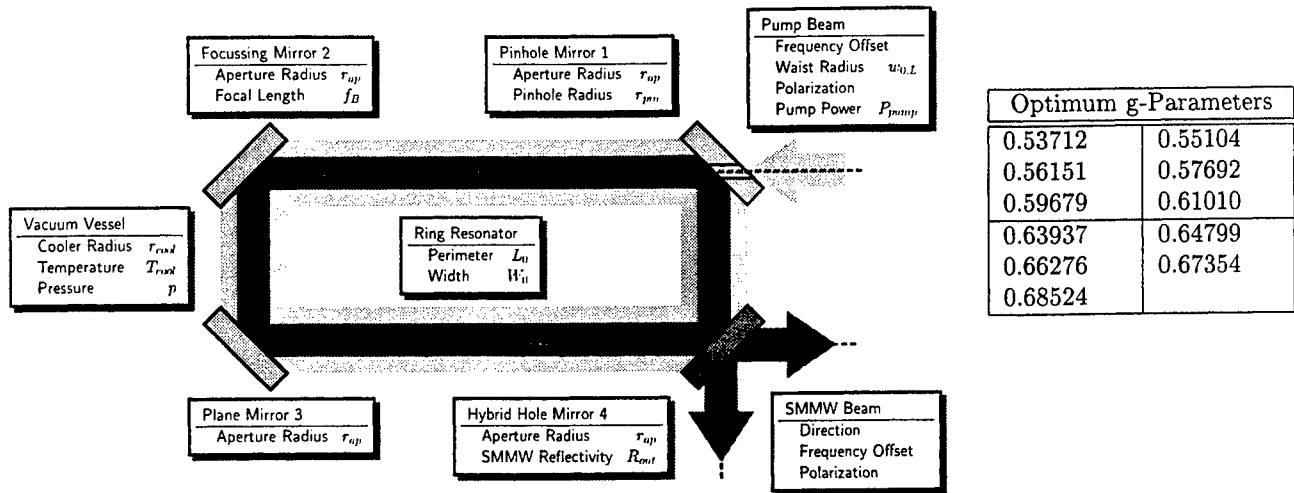 Focussing Mirror 2
Aperture Radius r_ap
Focal Length f_B
Pinhole Mirror 1
Aperture Radius r_ap
Pinhole Radius r_pin
Pump Beam
Frequency Offset
Waist Radius w_0,L
Polarization
Pump Power P_pump
Vacuum Vessel
Cooler Radius r_cool
Temperature T_cool
Pressure p
Ring Resonator
Perimeter L_0
Width W_0
Plane Mirror 3
Aperture Radius r_ap
Hybrid Hole Mirror 4
Aperture Radius r_ap
SMMW Reflectivity R_out
SMMW Beam
Direction
Frequency Offset
Polarization
Optimum g-Parameters
0.53712 0.55104
0.56151 0.57692
0.59679 0.61010
0.63937 0.64799
0.66276 0.67354
0.68524